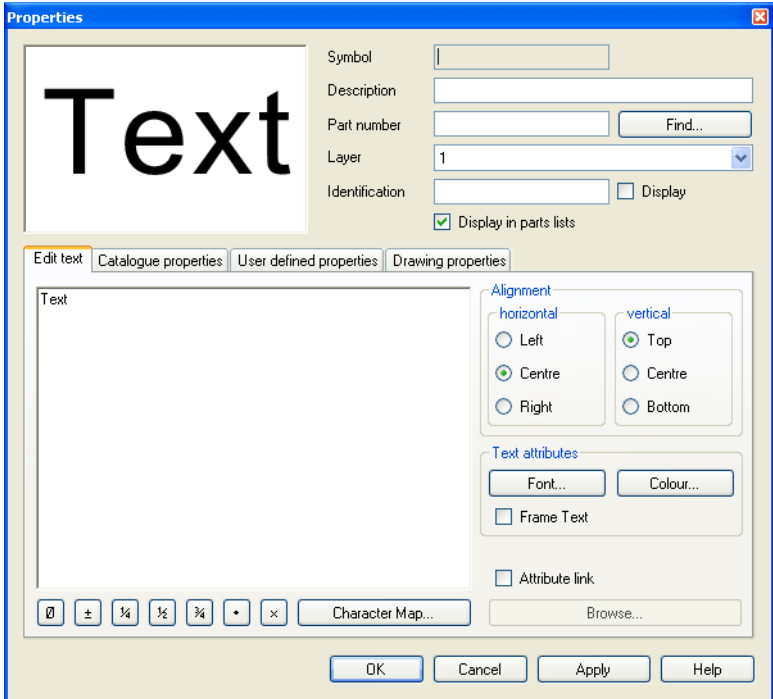 Properties
Text
Symbol
Description
Part number
Find...
Layer
1
Identification
Display
Display in parts lists
Edit text
Catalogue properties
User defined properties
Drawing properties
Text
Alignment
horizontal
Left
Centre
Right
vertical
Top
Centre
Bottom
Text attributes
Font...
Colour...
Frame Text
Attribute link
Ø ± ¼ ½ ¾ • × Character Map...
Browse...
OK
Cancel
Apply
Help